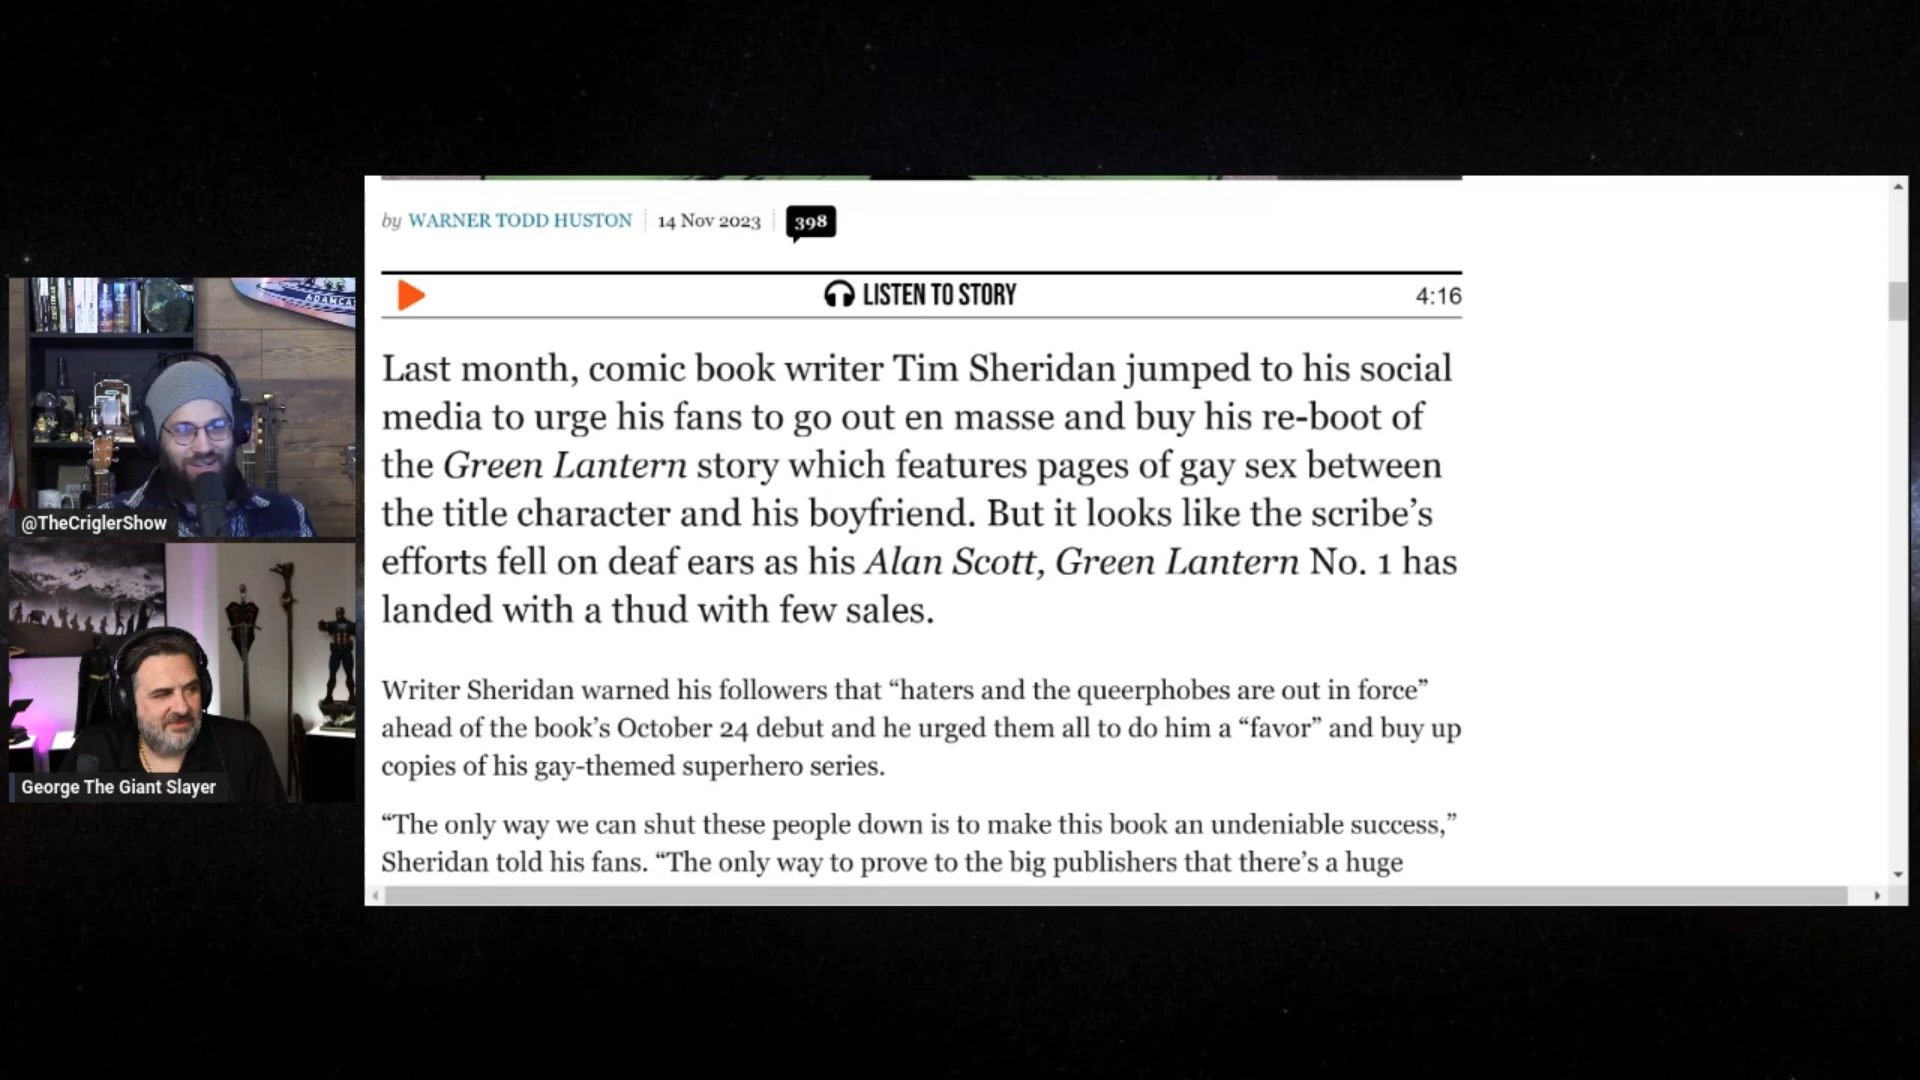 by WARNER TODD HUSTON 14 Nov 2023 398
LISTEN TO STORY 4:16
Last month, comic book writer Tim Sheridan jumped to his social
media to urge his fans to go out en masse and buy his re-boot of
the Green Lantern story which features pages of gay sex between
the title character and his boyfriend. But it looks like the scribe’s
efforts fell on deaf ears as his Alan Scott, Green Lantern No. 1 has
landed with a thud with few sales.
Writer Sheridan warned his followers that “haters and the queerphobes are out in force”
ahead of the book’s October 24 debut and he urged them all to do him a “favor” and buy up
copies of his gay-themed superhero series.
“The only way we can shut these people down is to make this book an undeniable success,”
Sheridan told his fans. “The only way to prove to the big publishers that there’s a huge
@TheCriglerShow
George The Giant Slayer